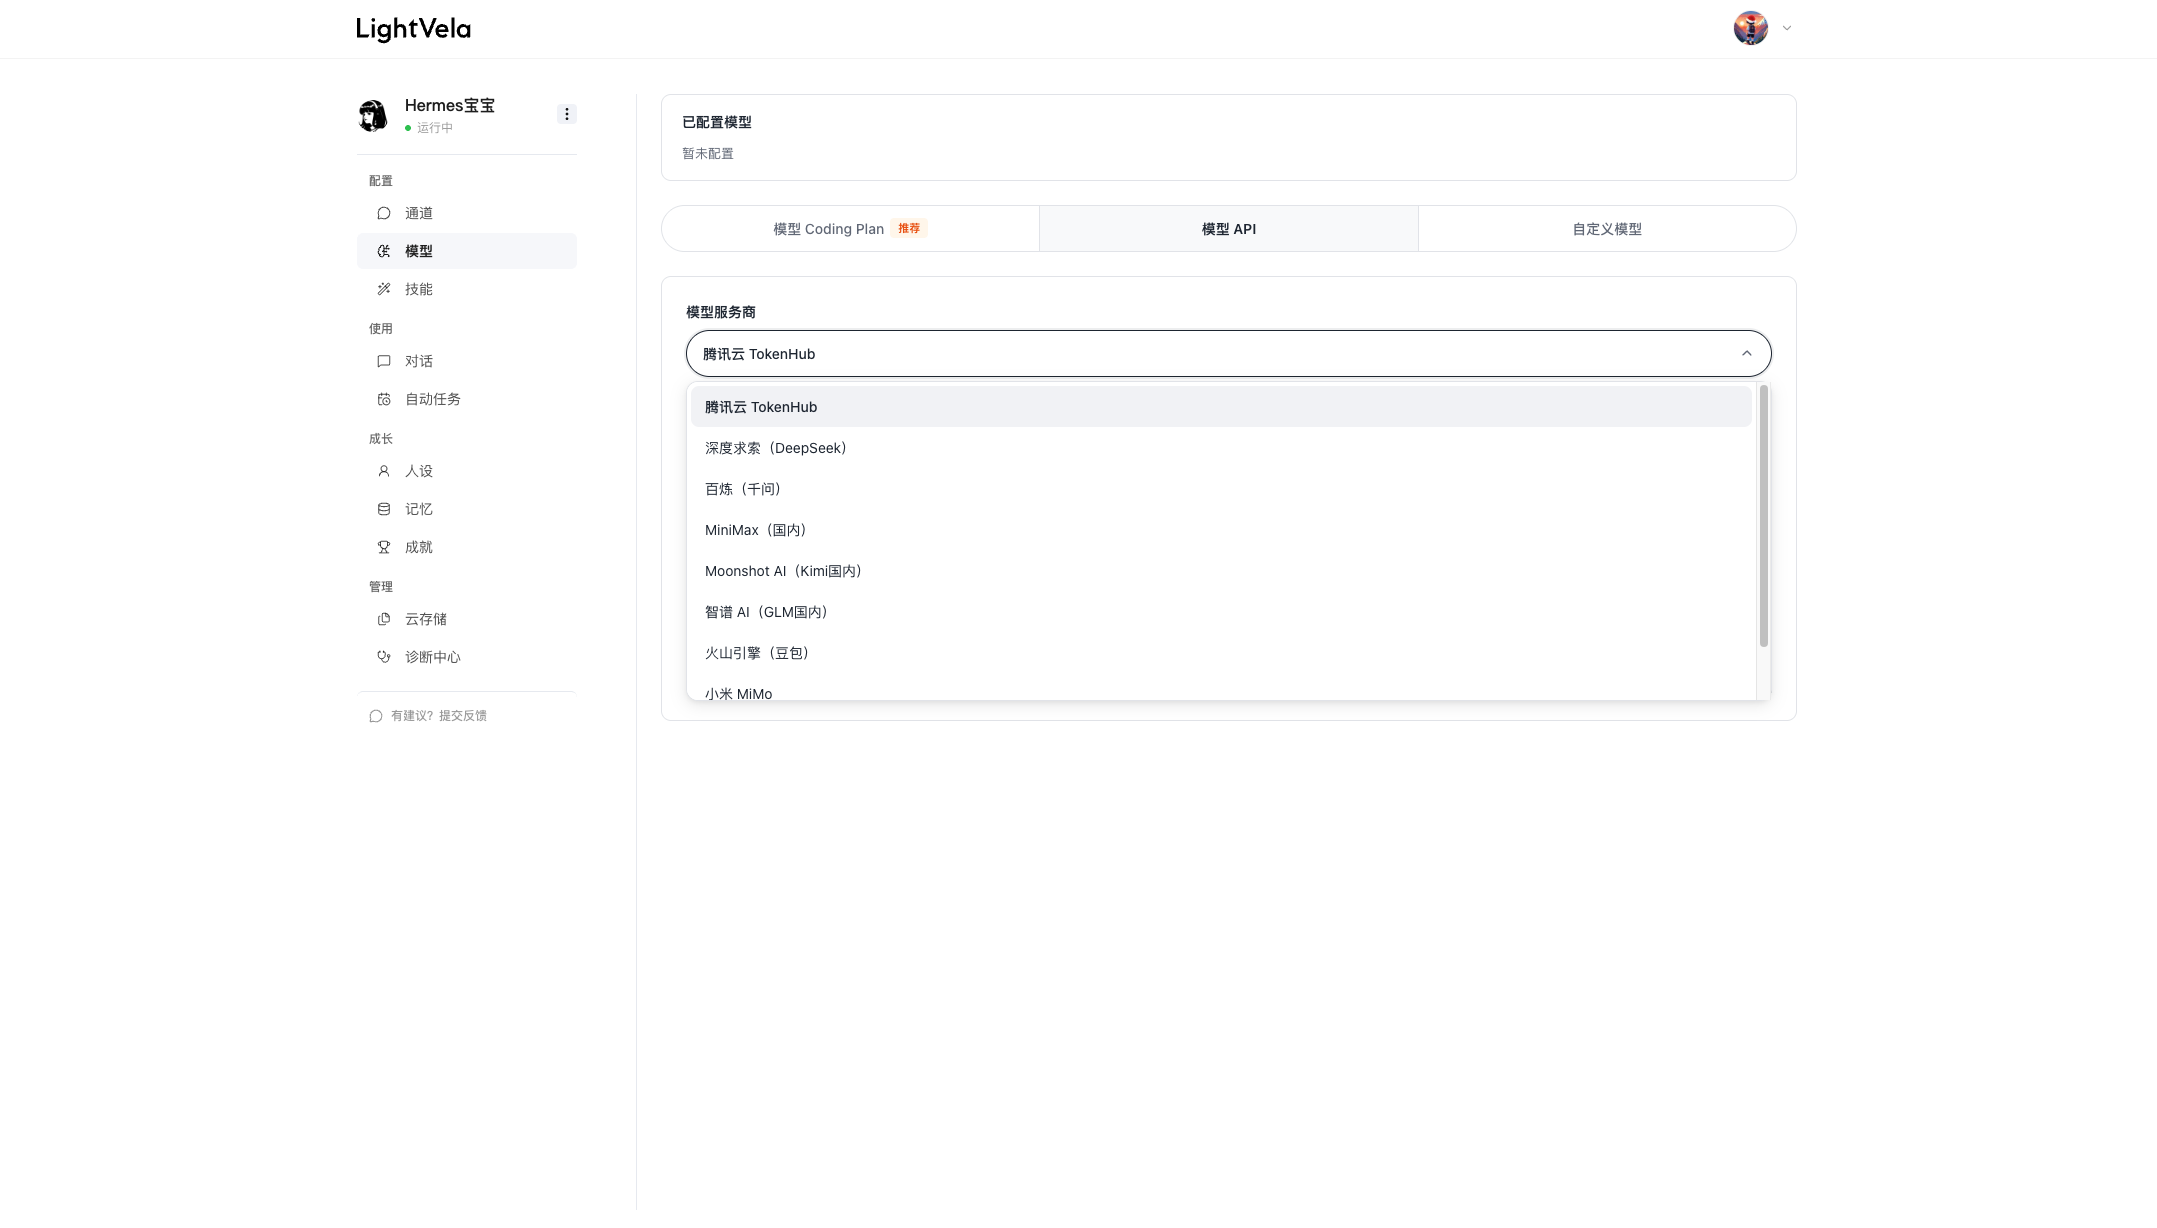 LightVela
Hermes宝宝
运行中
配置
通道
模型
技能
使用
对话
自动任务
成长
人设
记忆
成就
管理
云存储
诊断中心
有建议？提交反馈
已配置模型
暂未配置
模型 Coding Plan 推荐
模型 API
自定义模型
模型服务商
腾讯云 TokenHub
腾讯云 TokenHub
深度求索（DeepSeek）
百炼（千问）
MiniMax（国内）
Moonshot AI（Kimi国内）
智谱 AI（GLM国内）
火山引擎（豆包）
小米 MiMo